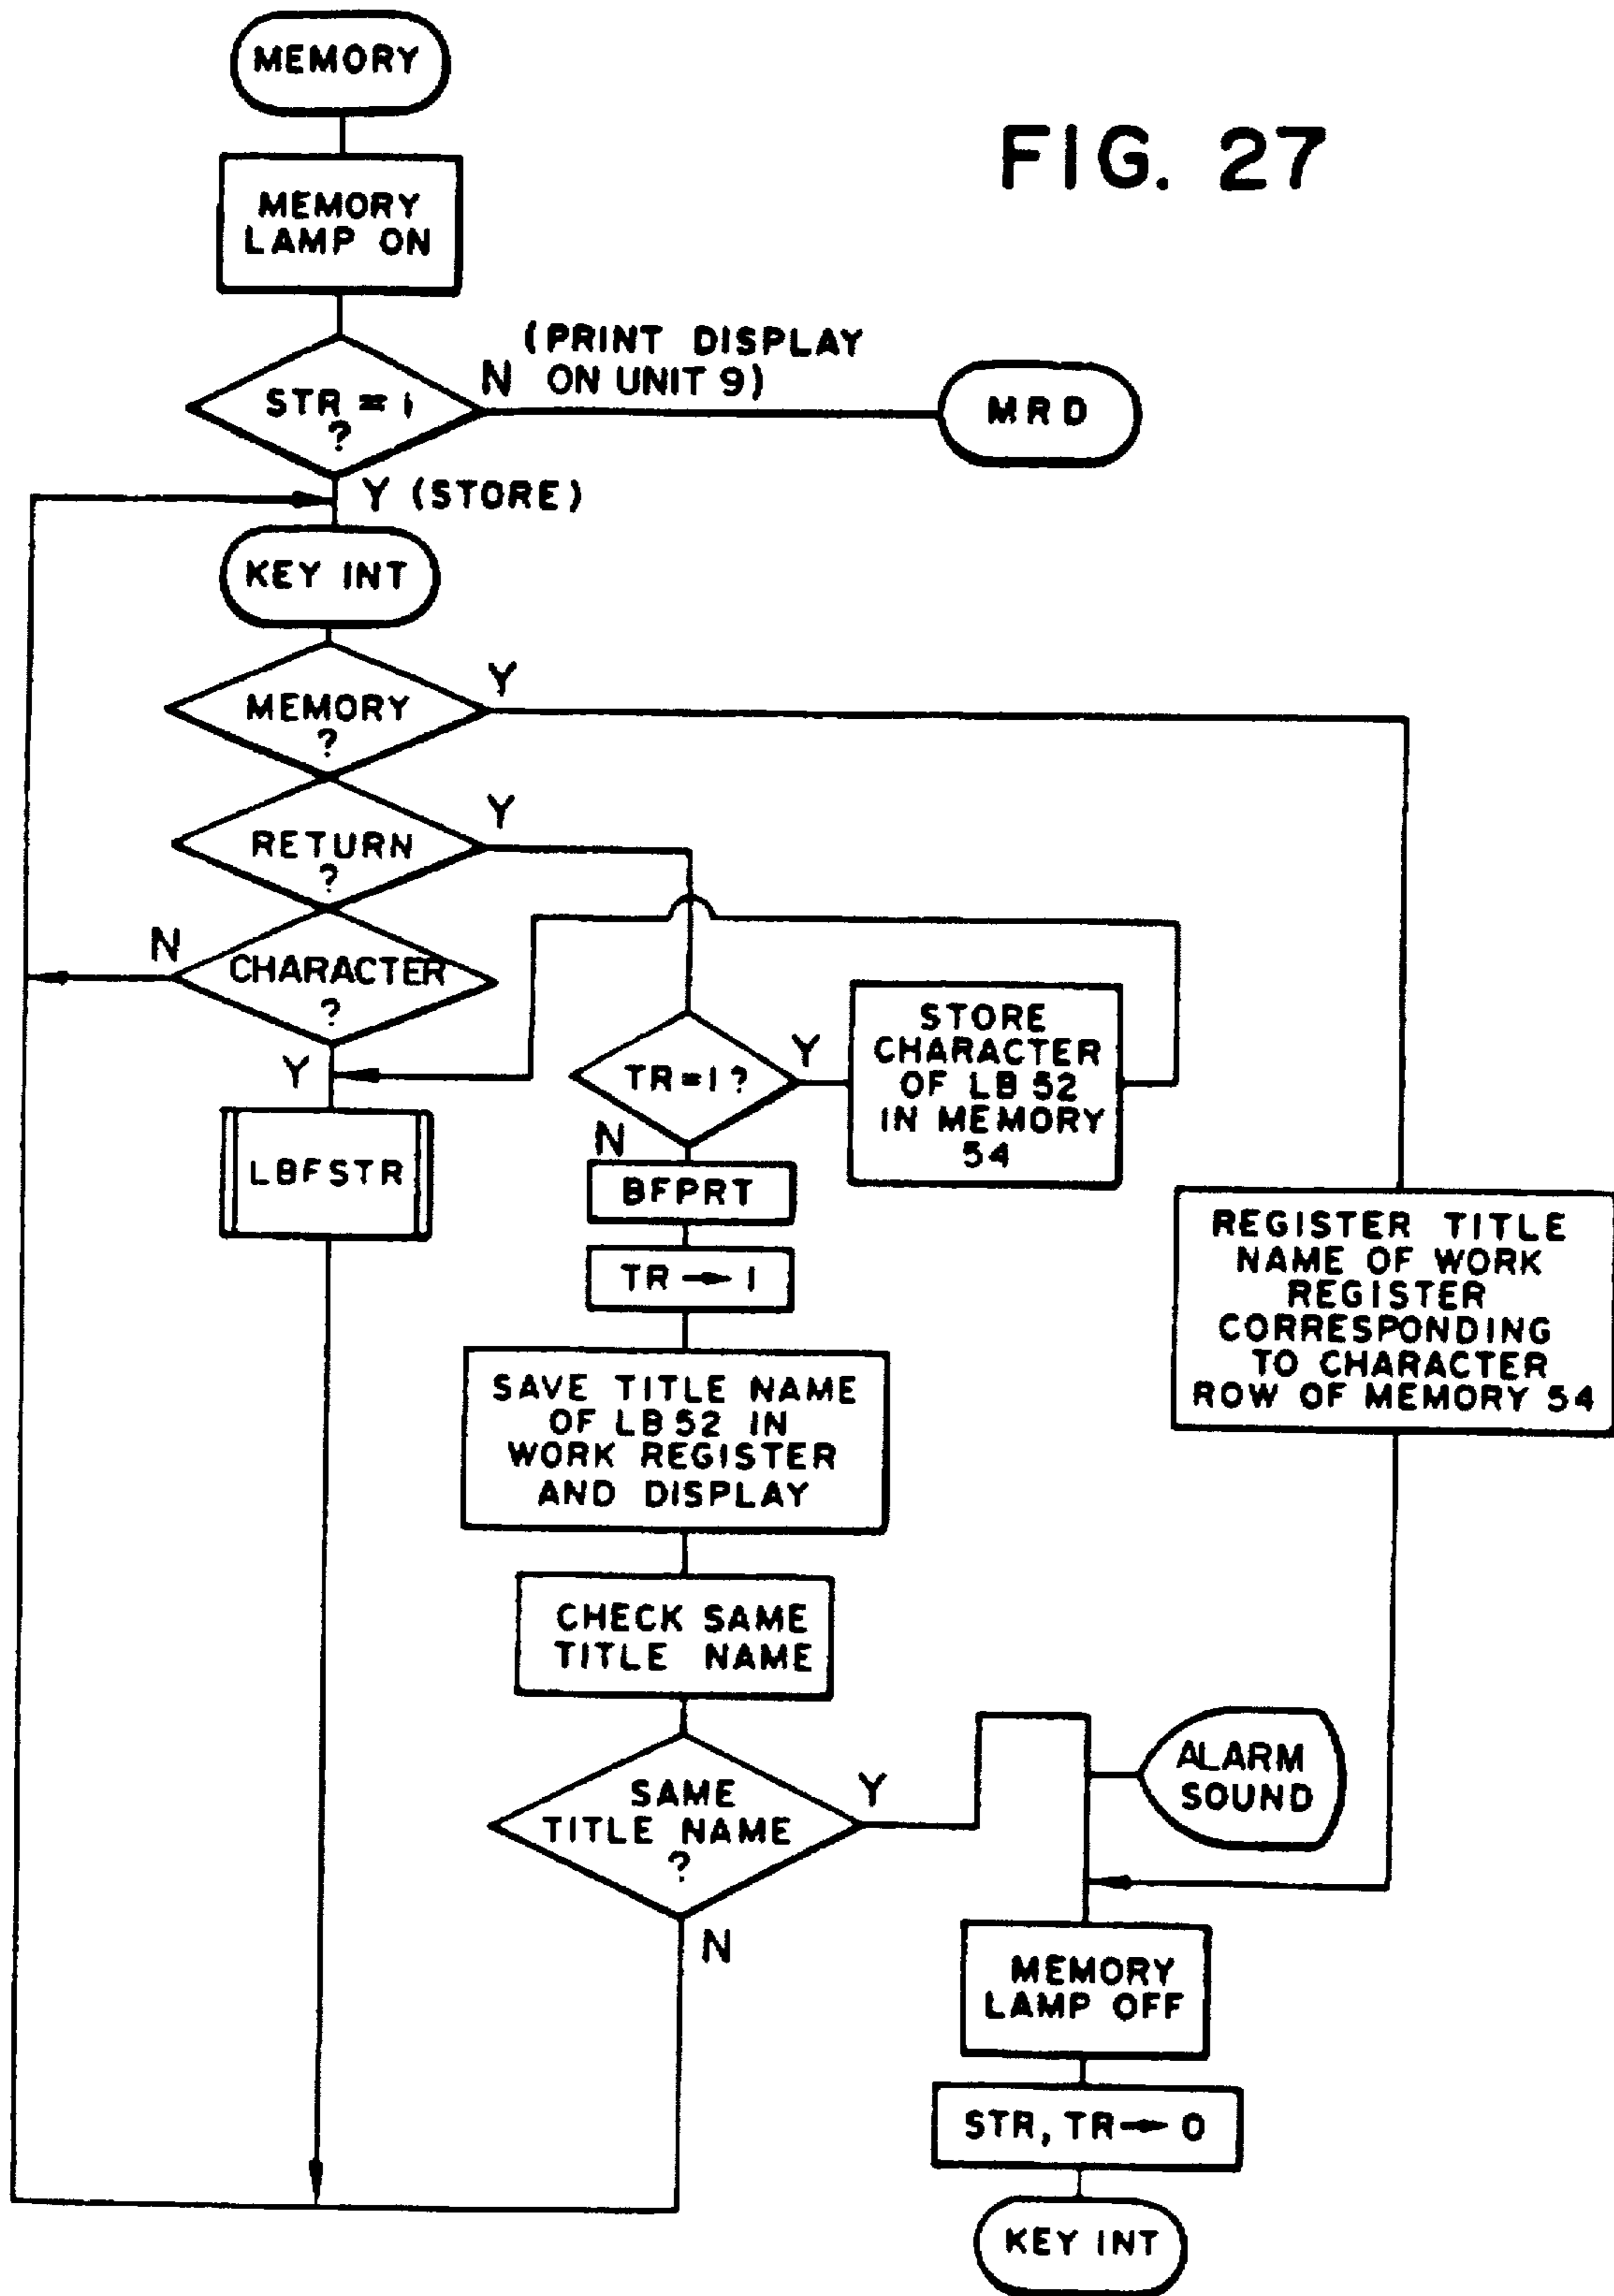 MEMORY
FIG. 27
MEMORY
LAMP ON
(PRINT DISPLAY
N ON UNIT 9)
STR = 1
?
MRD
Y (STORE)
KEY INT
Y
MEMORY
?
Y
RETURN
?
N
CHARACTER
?
Y
LBFSTR
TR=1?
Y
N
STORE
CHARACTER
OF LB 52
IN MEMORY
54
BFPRT
TR → 1
REGISTER TITLE
NAME OF WORK
REGISTER
CORRESPONDING
TO CHARACTER
ROW OF MEMORY 54
SAVE TITLE NAME
OF LB 52 IN
WORK REGISTER
AND DISPLAY
CHECK SAME
TITLE NAME
SAME
TITLE NAME
?
Y
N
ALARM
SOUND
MEMORY
LAMP OFF
STR, TR → 0
KEY INT